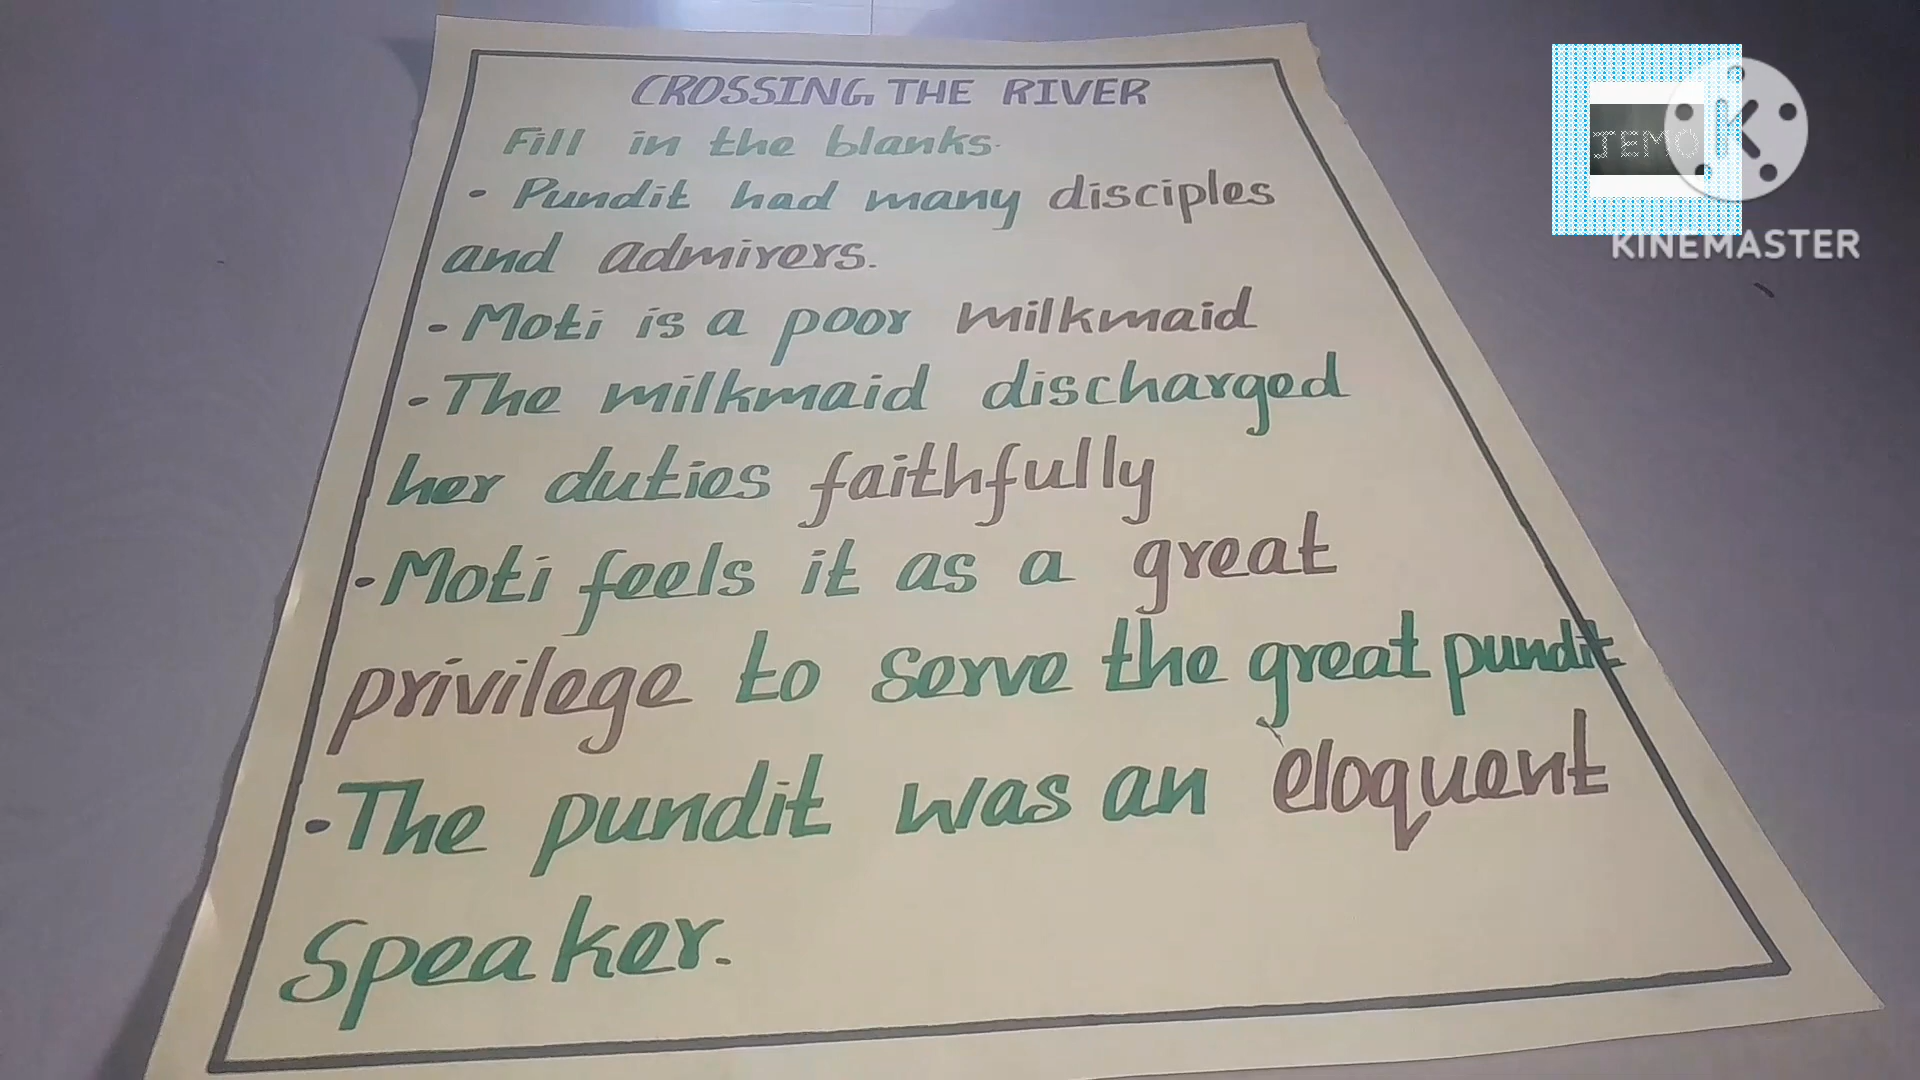 CROSSING THE RIVER
Fill in the blanks.
• Pundit had many disciples
and admirers.
• Moti is a poor milkmaid
• The milkmaid discharged
her duties faithfully
• Moti feels it as a great
privilege to serve the great pundit
• The pundit was an eloquent
Speaker.
JEMO
K
KINEMASTER